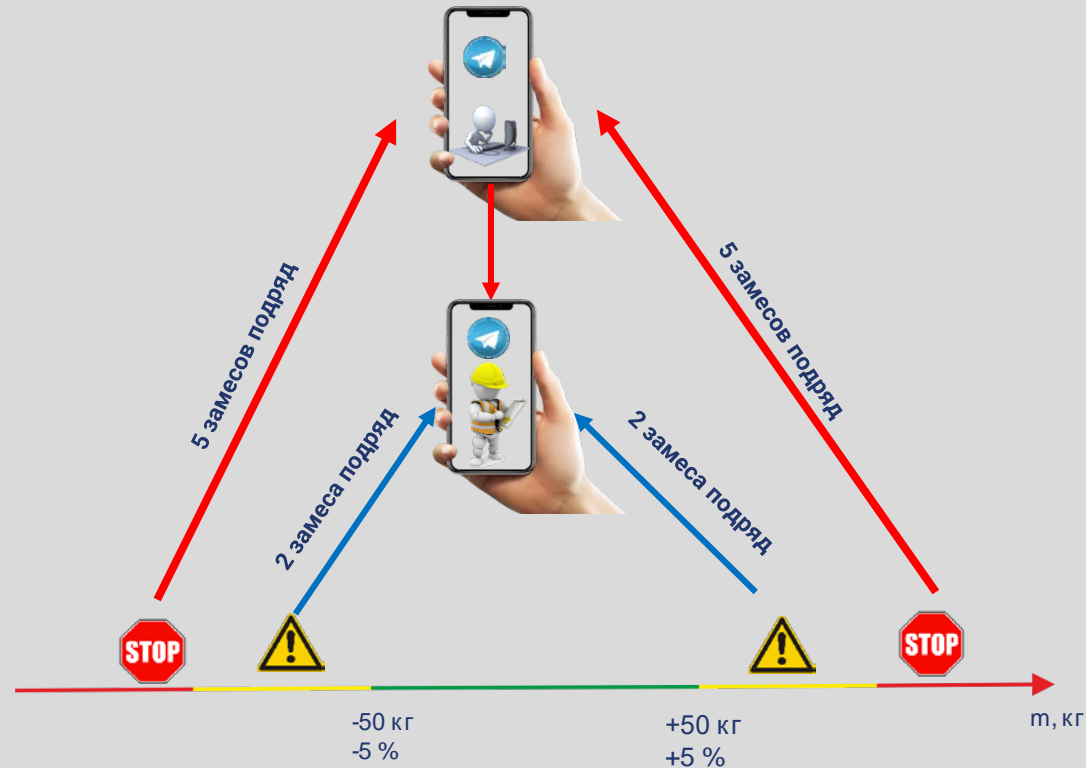 5 замесов подряд
5 замесов подряд
2 замеса подряд
2 замеса подряд
STOP
STOP
-50 кг
-5 %
+50 кг
+5 %
m, кг